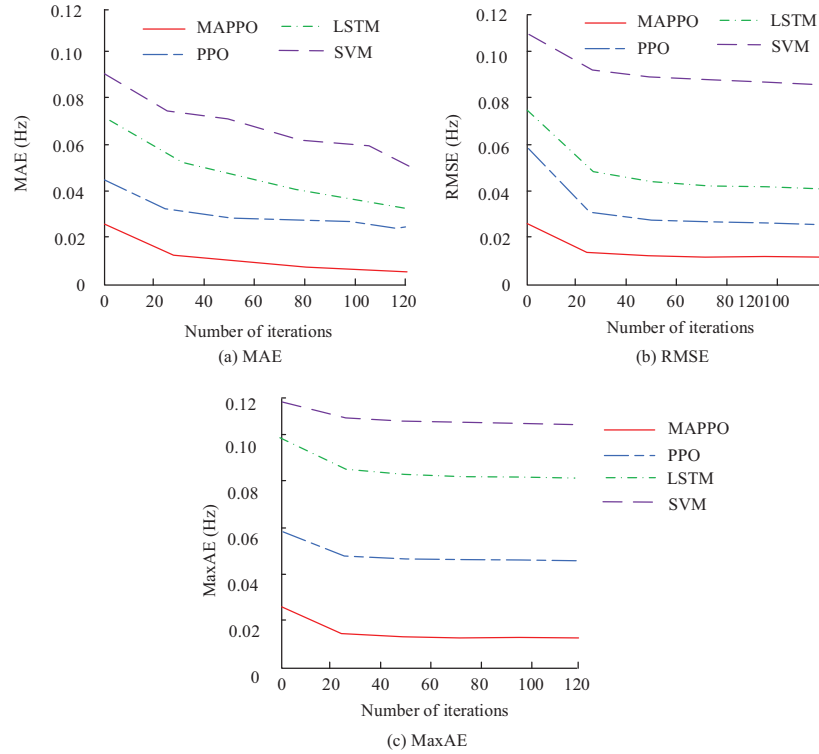 0.12
0.10
0.08
0.06
0.04
0.02
0
MAE (Hz)
MAPPO
PPO
LSTM
SVM
0 20 40 60 80 100 120
Number of iterations
(a) MAE
0.12
0.10
0.08
0.06
0.04
0.02
0
RMSE (Hz)
MAPPO
PPO
LSTM
SVM
0 20 40 60 80 120100
Number of iterations
(b) RMSE
0.12
0.10
0.08
0.06
0.04
0.02
0
MaxAE (Hz)
MAPPO
PPO
LSTM
SVM
0 20 40 60 80 100 120
Number of iterations
(c) MaxAE